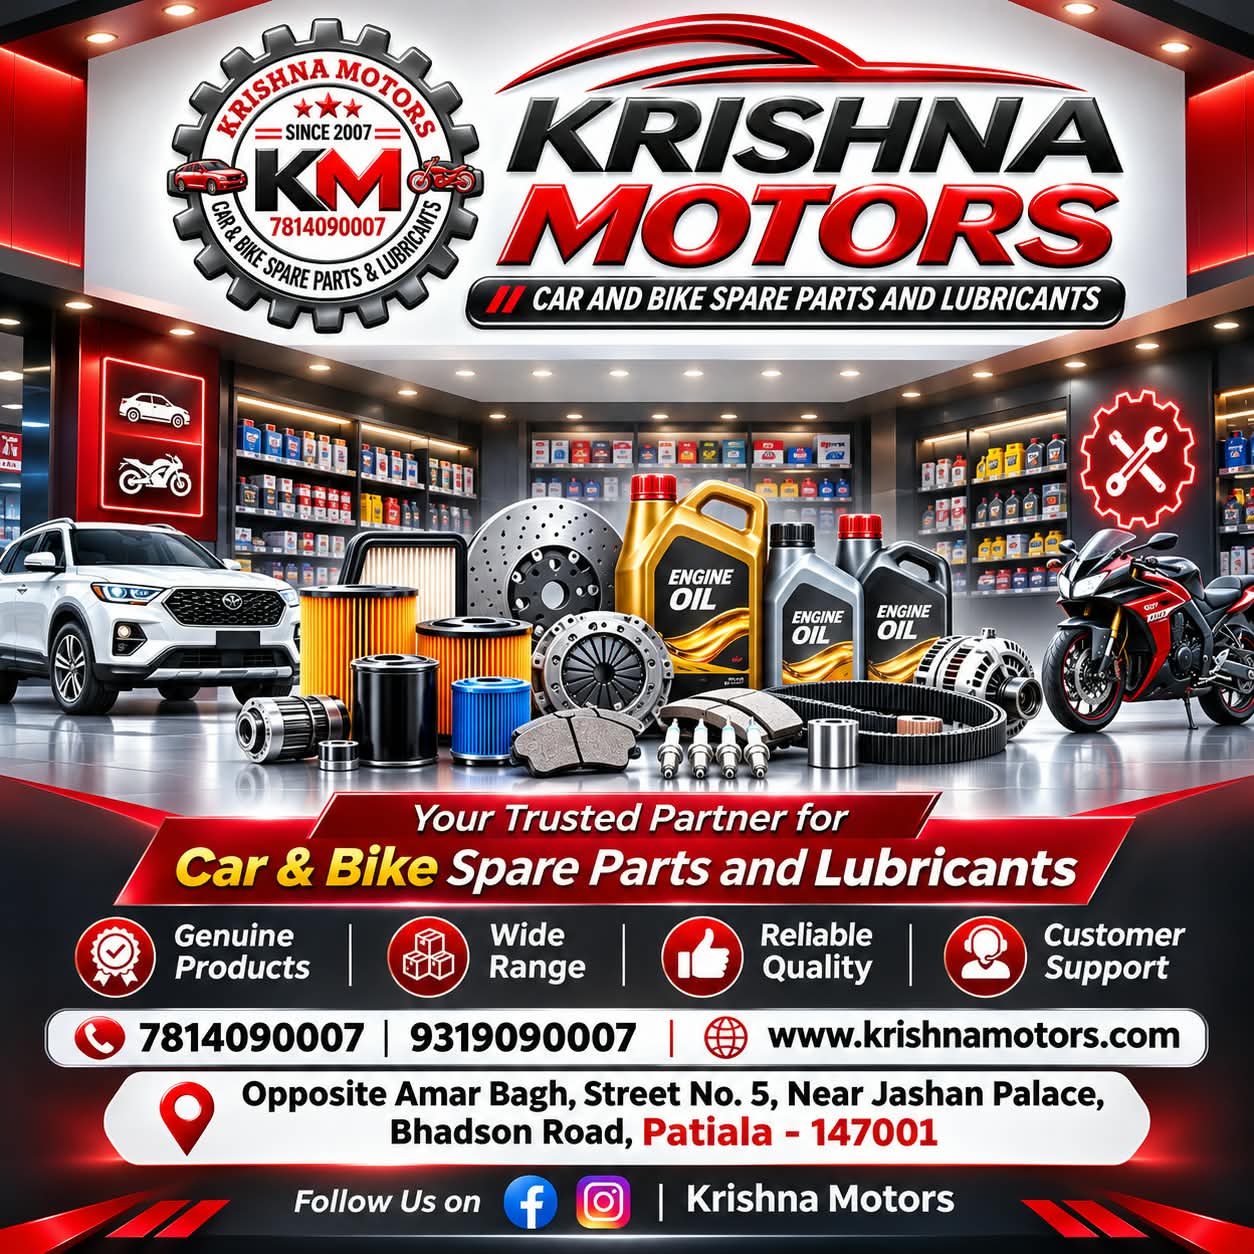 KRISHNA MOTORS
SINCE 2007
KM
7814090007
CAR & BIKE SPARE PARTS & LUBRICANTS
KRISHNA
MOTORS
CAR AND BIKE SPARE PARTS AND LUBRICANTS
ENGINE
OIL
ENGINE
OIL
ENGINE
OIL
Your Trusted Partner for
Car & Bike Spare Parts and Lubricants
Genuine
Products
Wide
Range
Reliable
Quality
Customer
Support
7814090007 | 9319090007 | www.krishnamotors.com
Opposite Amar Bagh, Street No. 5, Near Jashan Palace,
Bhadson Road, Patiala - 147001
Follow Us on | Krishna Motors